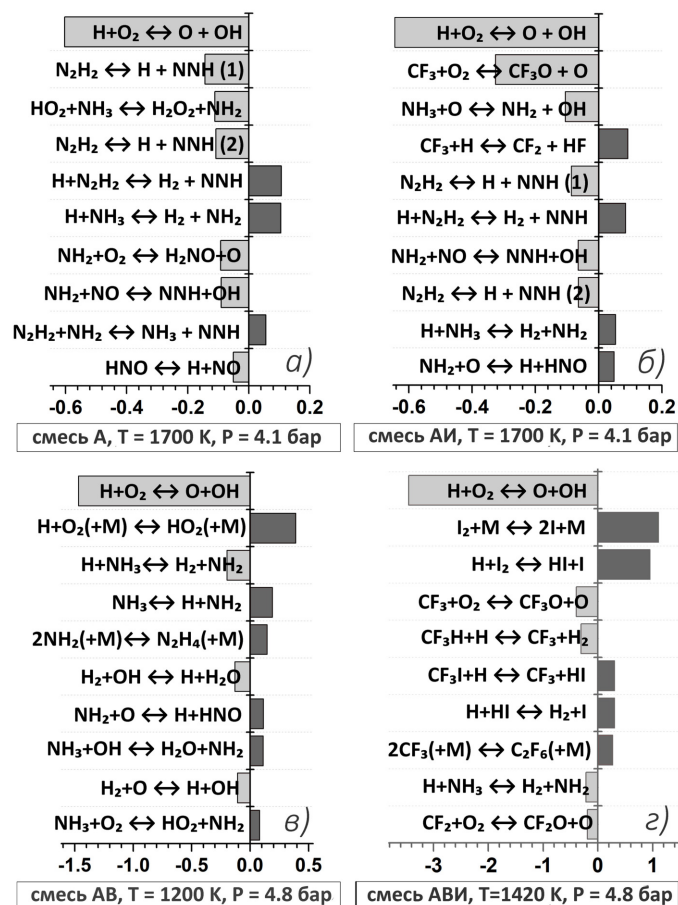 H+O₂ ↔ O + OH
N₂H₂ ↔ H + NNH (1)
HO₂+NH₃ ↔ H₂O₂+NH₂
N₂H₂ ↔ H + NNH (2)
H+N₂H₂ ↔ H₂ + NNH
H+NH₃ ↔ H₂ + NH₂
NH₂+O₂ ↔ H₂NO+O
NH₂+NO ↔ NNH+OH
N₂H₂+NH₂ ↔ NH₃ + NNH
HNO ↔ H+NO
а)
-0.6 -0.4 -0.2 0.0 0.2
смесь А, T = 1700 K, P = 4.1 бар
H+O₂ ↔ O + OH
CF₃+O₂ ↔ CF₃O + O
NH₃+O ↔ NH₂ + OH
CF₃+H ↔ CF₂ + HF
N₂H₂ ↔ H + NNH (1)
H+N₂H₂ ↔ H₂ + NNH
NH₂+NO ↔ NNH+OH
N₂H₂ ↔ H + NNH (2)
H+NH₃ ↔ H₂+NH₂
NH₂+O ↔ H+HNO
б)
-0.6 -0.4 -0.2 0.0 0.2
смесь АИ, T = 1700 K, P = 4.1 бар
H+O₂ ↔ O+OH
H+O₂(+M) ↔ HO₂(+M)
H+NH₃↔ H₂+NH₂
NH₃↔ H+NH₂
2NH₂(+M)↔ N₂H₄(+M)
H₂+OH ↔ H+H₂O
NH₂+O ↔ H+HNO
NH₃+OH ↔ H₂O+NH₂
H₂+O ↔ H+OH
NH₃+O₂ ↔ HO₂+NH₂
в)
-1.5 -1.0 -0.5 0.0 0.5
смесь АВ, T = 1200 K, P = 4.8 бар
H+O₂ ↔ O+OH
I₂+M ↔ 2I+M
H+I₂ ↔ HI+I
CF₃+O₂ ↔ CF₃O+O
CF₃H+H ↔ CF₃+H₂
CF₃I+H ↔ CF₃+HI
H+HI ↔ H₂+I
2CF₃(+M) ↔ C₂F₆(+M)
H+NH₃ ↔ H₂+NH₂
CF₂+O₂ ↔ CF₂O+O
г)
-3 -2 -1 0 1
смесь АВИ, T=1420 K, P = 4.8 бар